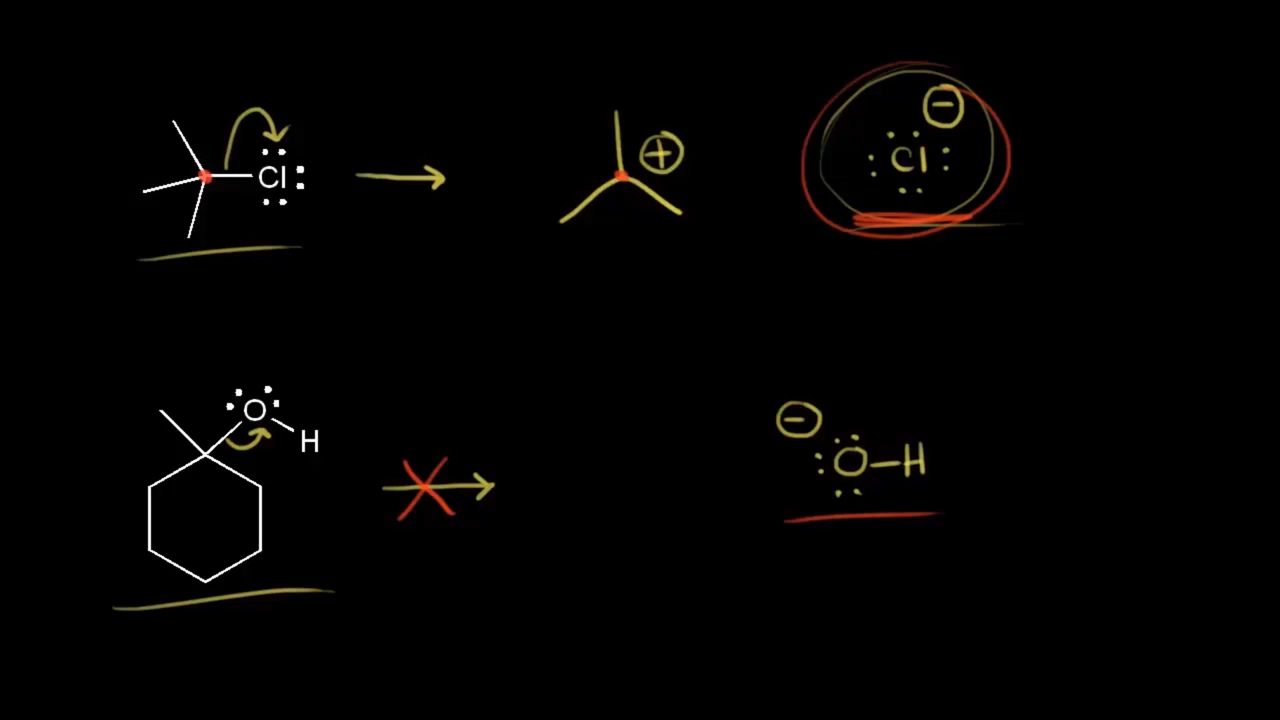 Cl → ⊕ ⊖ :Cl:
O
H → ⊖ :O–H